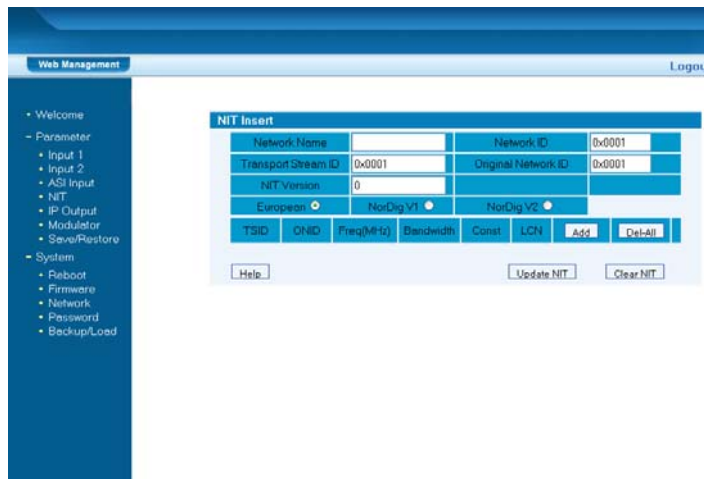 Web Management
Logou
Welcome
Parameter
Input 1
Input 2
ASI Input
NIT
IP Output
Modulator
Save/Restore
System
Reboot
Firmware
Network
Password
Backup/Load
NIT Insert
Network Name Network ID 0x0001
Transport Stream ID 0x0001 Original Network ID 0x0001
NIT Version 0
European NorDig V1 NorDig V2
TSID ONID Freq(MHz) Bandwidth Const LCN Add Del-All
Help Update NIT Clear NIT